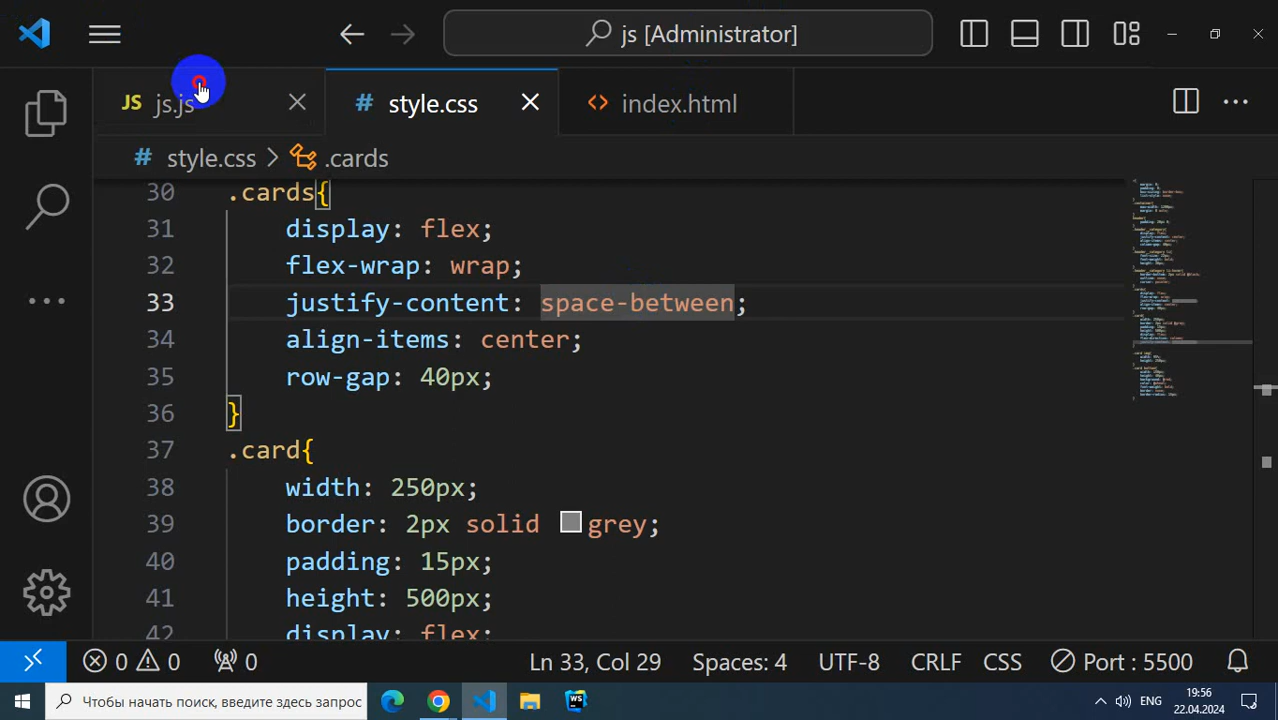 js [Administrator]
JS js.js
# style.css
<> index.html
# style.css > .cards
30 .cards{
31 display: flex;
32 flex-wrap: wrap;
33 justify-content: space-between;
34 align-items: center;
35 row-gap: 40px;
36 }
37 .card{
38 width: 250px;
39 border: 2px solid grey;
40 padding: 15px;
41 height: 500px;
42 display: flex;
0 0 0 Ln 33, Col 29 Spaces: 4 UTF-8 CRLF CSS Port : 5500
Чтобы начать поиск, введите здесь запрос WS ENG 19:56
22.04.2024